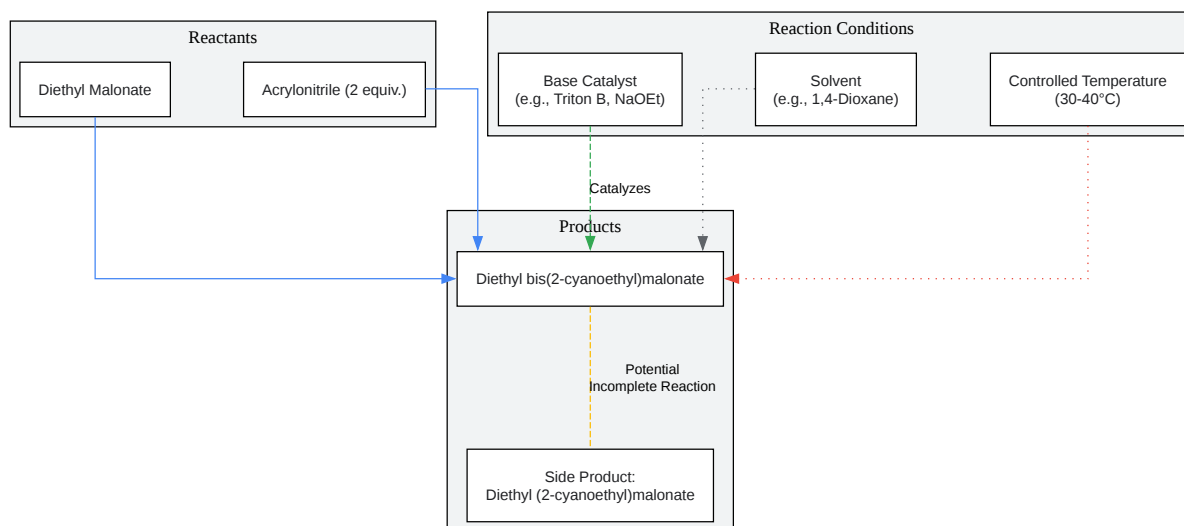 Reactants
Diethyl Malonate
Acrylonitrile (2 equiv.)
Reaction Conditions
Base Catalyst
(e.g., Triton B, NaOEt)
Solvent
(e.g., 1,4-Dioxane)
Controlled Temperature
(30-40°C)
Catalyzes
Products
Diethyl bis(2-cyanoethyl)malonate
Potential
Incomplete Reaction
Side Product:
Diethyl (2-cyanoethyl)malonate